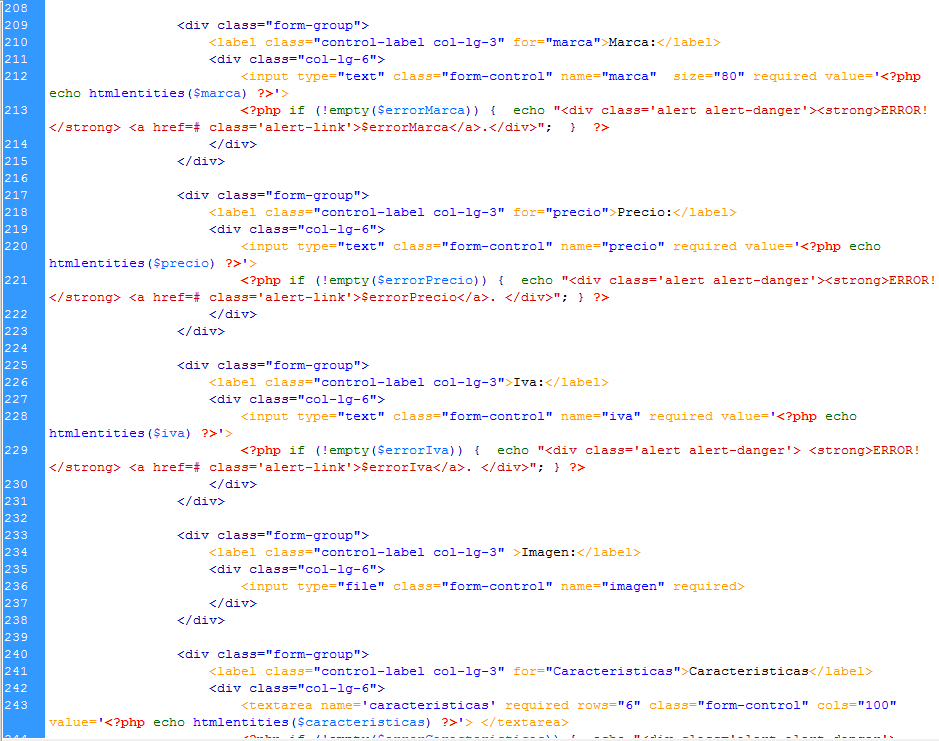 208
209 <div class="form-group">
210 <label class="control-label col-lg-3" for="marca">Marca:</label>
211 <div class="col-lg-6">
212 <input type="text" class="form-control" name="marca"  size="80" required value='<?php
echo htmlentities($marca) ?>'>
213 <?php if (!empty($errorMarca)) {  echo "<div class='alert alert-danger'><strong>ERROR!
</strong> <a href=# class='alert-link'>$errorMarca</a>.</div>";  }  ?>
214 </div>
215 </div>
216
217 <div class="form-group">
218 <label class="control-label col-lg-3" for="precio">Precio:</label>
219 <div class="col-lg-6">
220 <input type="text" class="form-control" name="precio" required value='<?php echo
htmlentities($precio) ?>'>
221 <?php if (!empty($errorPrecio)) {  echo "<div class='alert alert-danger'><strong>ERROR!
</strong> <a href=# class='alert-link'>$errorPrecio</a>. </div>"; } ?>
222 </div>
223 </div>
224
225 <div class="form-group">
226 <label class="control-label col-lg-3">Iva:</label>
227 <div class="col-lg-6">
228 <input type="text" class="form-control" name="iva" required value='<?php echo
htmlentities($iva) ?>'>
229 <?php if (!empty($errorIva)) {  echo "<div class='alert alert-danger'> <strong>ERROR!
</strong> <a href=# class='alert-link'>$errorIva</a>. </div>"; } ?>
230 </div>
231 </div>
232
233 <div class="form-group">
234 <label class="control-label col-lg-3" >Imagen:</label>
235 <div class="col-lg-6">
236 <input type="file" class="form-control" name="imagen" required>
237 </div>
238 </div>
239
240 <div class="form-group">
241 <label class="control-label col-lg-3" for="Caracteristicas">Caracteristicas</label>
242 <div class="col-lg-6">
243 <textarea name='caracteristicas' required rows="6" class="form-control" cols="100"
value='<?php echo htmlentities($caracteristicas) ?>'> </textarea>